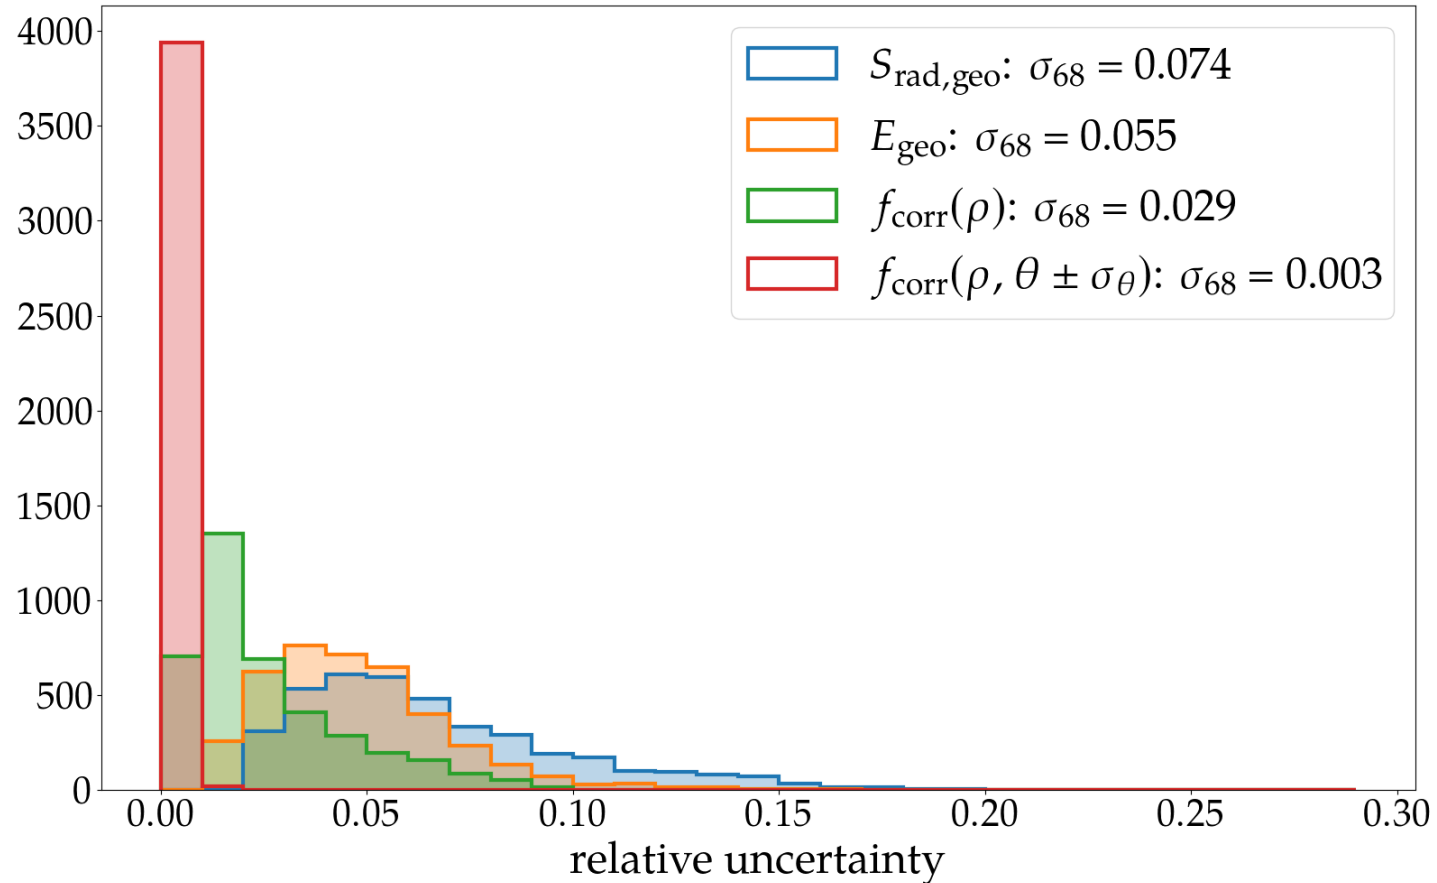 4000
3500
3000
2500
2000
1500
1000
500
0
S_rad,geo: σ_68 = 0.074
E_geo: σ_68 = 0.055
f_corr(ρ): σ_68 = 0.029
f_corr(ρ, θ ± σ_θ): σ_68 = 0.003
0.00 0.05 0.10 0.15 0.20 0.25 0.30
relative uncertainty